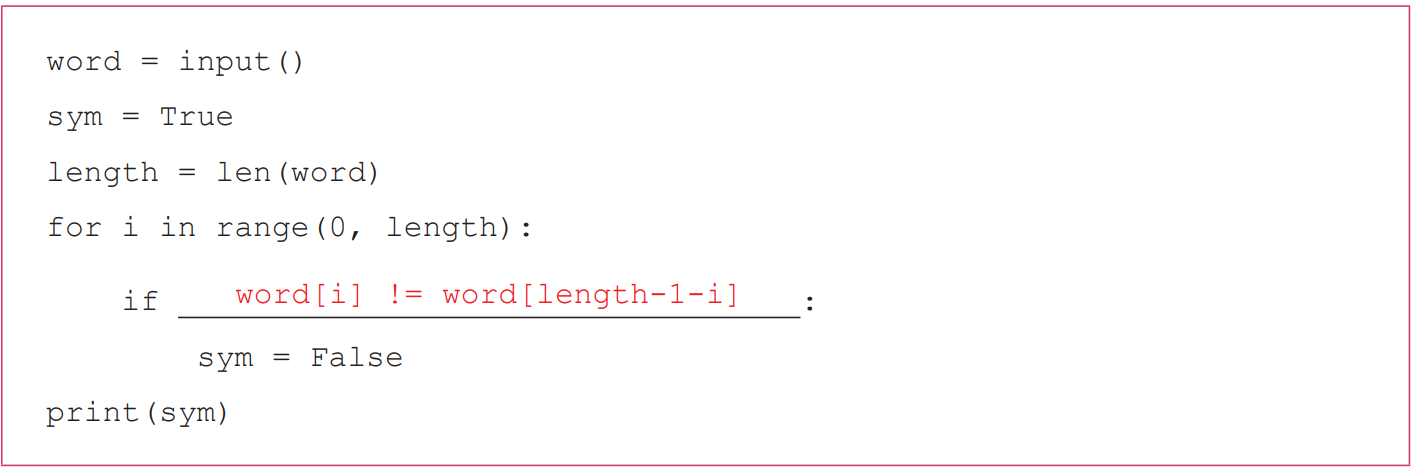 word = input()
sym = True
length = len(word)
for i in range(0, length):
    if word[i] != word[length-1-i]:
        sym = False
print(sym)